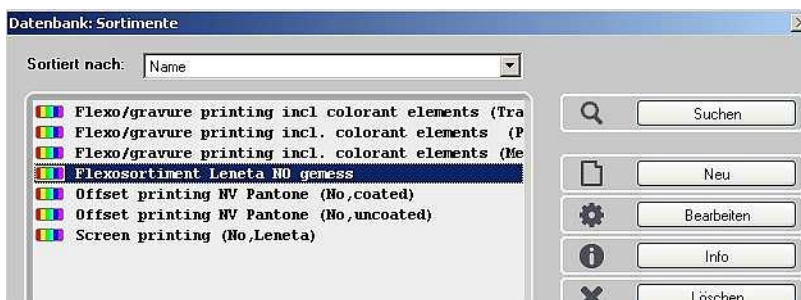 Datenbank: Sortimente
Sortiert nach: Name
Flexo/gravure printing incl colorant elements (Tra
Flexo/gravure printing incl. colorant elements (P
Flexo/gravure printing incl. colorant elements (Me
Flexosortiment Leneta NO gemess
Offset printing NV Pantone (No,coated)
Offset printing NV Pantone (No,uncoated)
Screen printing (No,Leneta)
Suchen
Neu
Bearbeiten
Info
Löschen